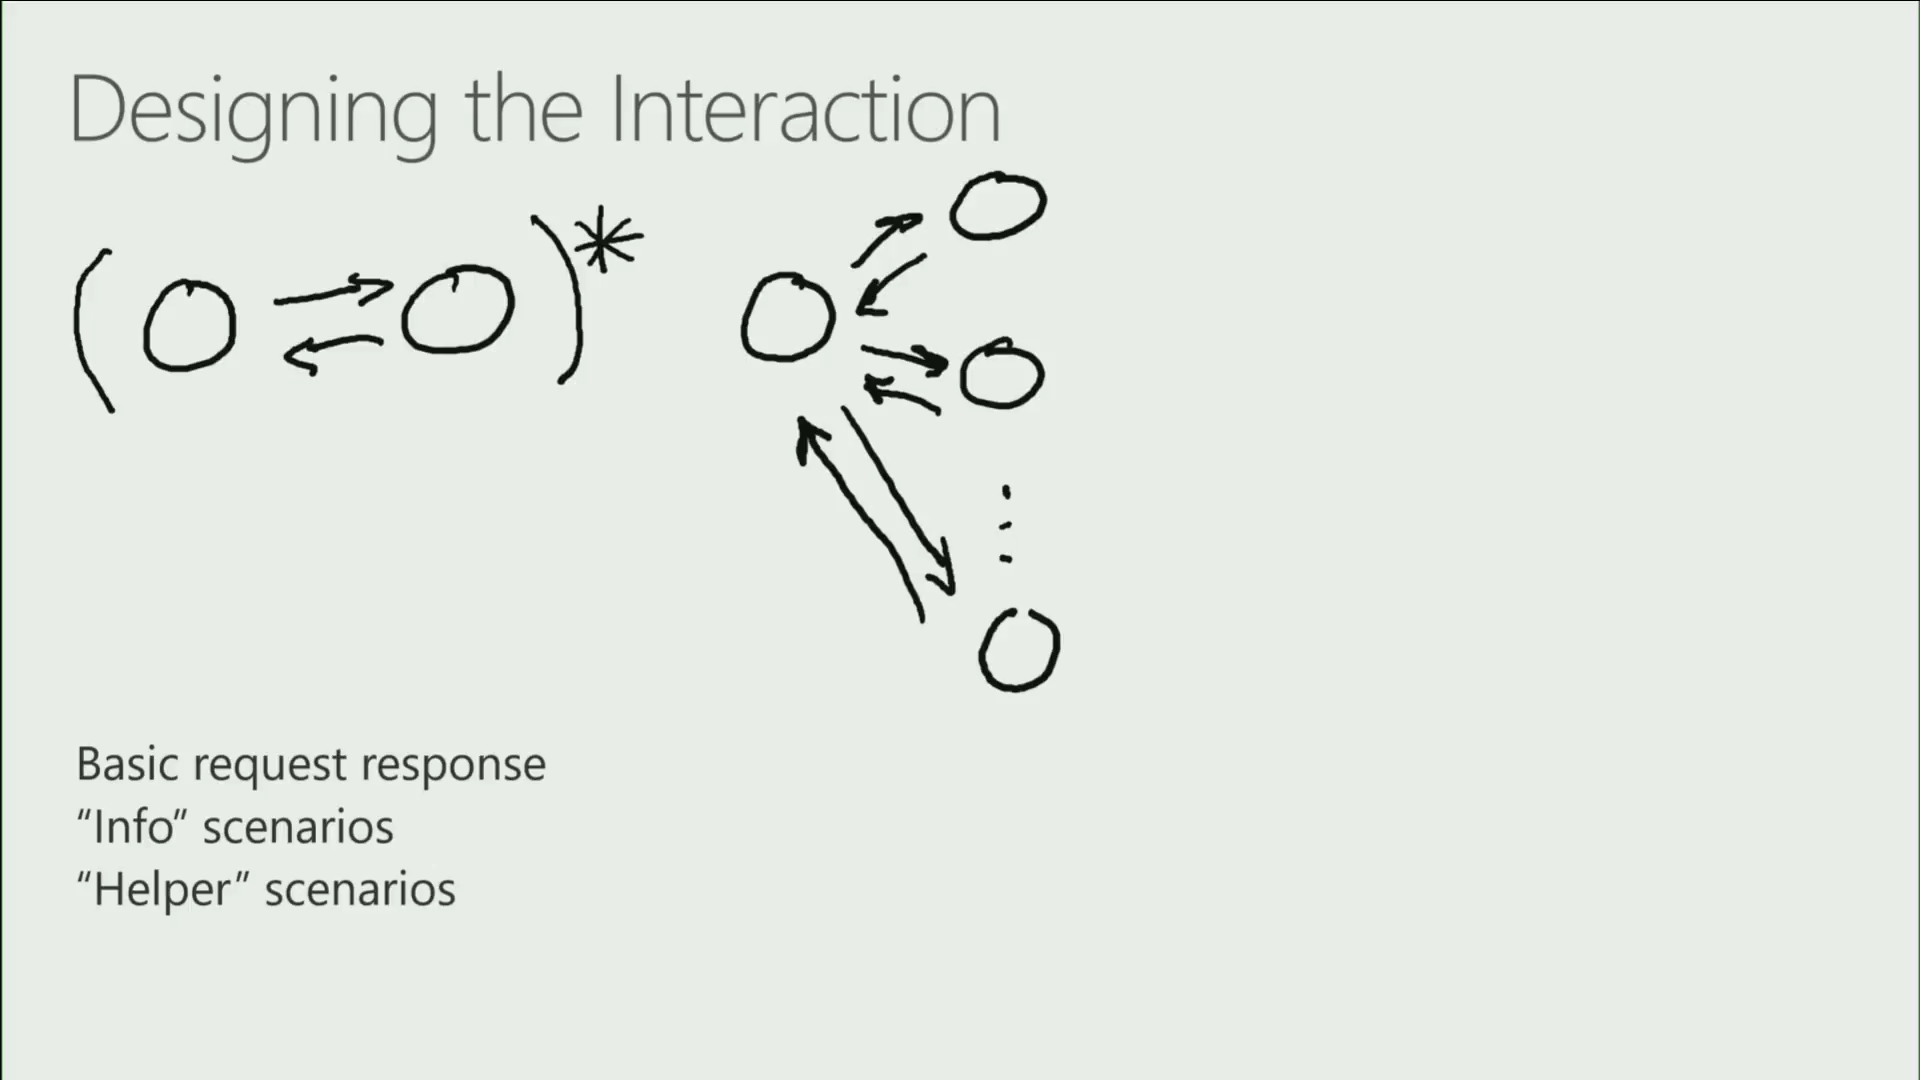 Designing the Interaction
( )*
Basic request response
“Info” scenarios
“Helper” scenarios